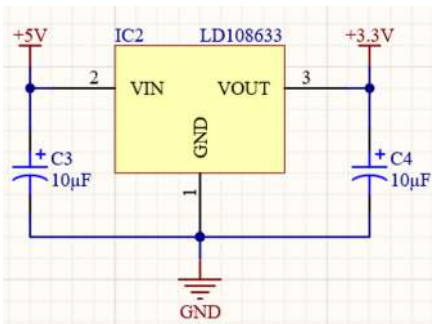 +5V
IC2 LD108633
+3.3V
2
VIN
VOUT
3
GND
1
+ C3
10µF
+ C4
10µF
GND